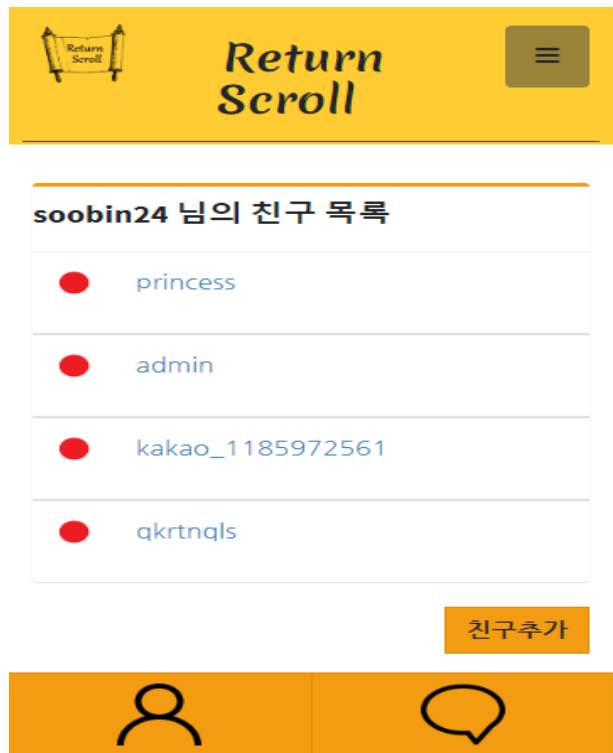 Return
Scroll
Return
Scroll
soobin24 님의 친구 목록
princess
admin
kakao_1185972561
qkrtnqls
친구추가